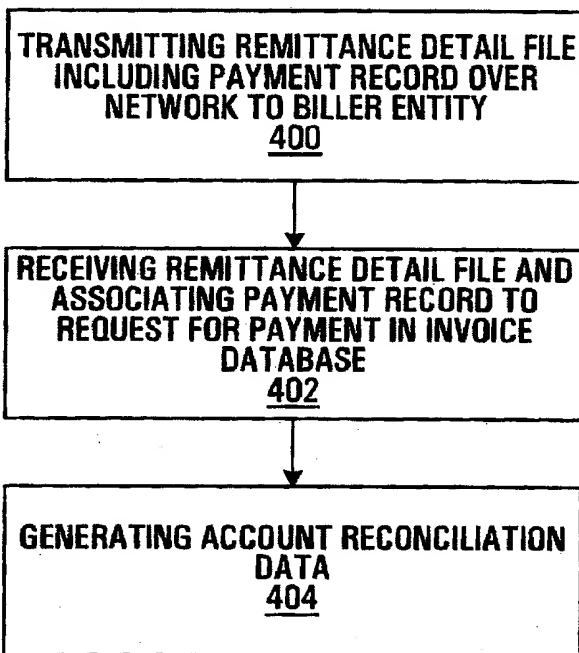 TRANSMITTING REMITTANCE DETAIL FILE
INCLUDING PAYMENT RECORD OVER
NETWORK TO BILLER ENTITY
400
RECEIVING REMITTANCE DETAIL FILE AND
ASSOCIATING PAYMENT RECORD TO
REQUEST FOR PAYMENT IN INVOICE
DATABASE
402
GENERATING ACCOUNT RECONCILIATION
DATA
404